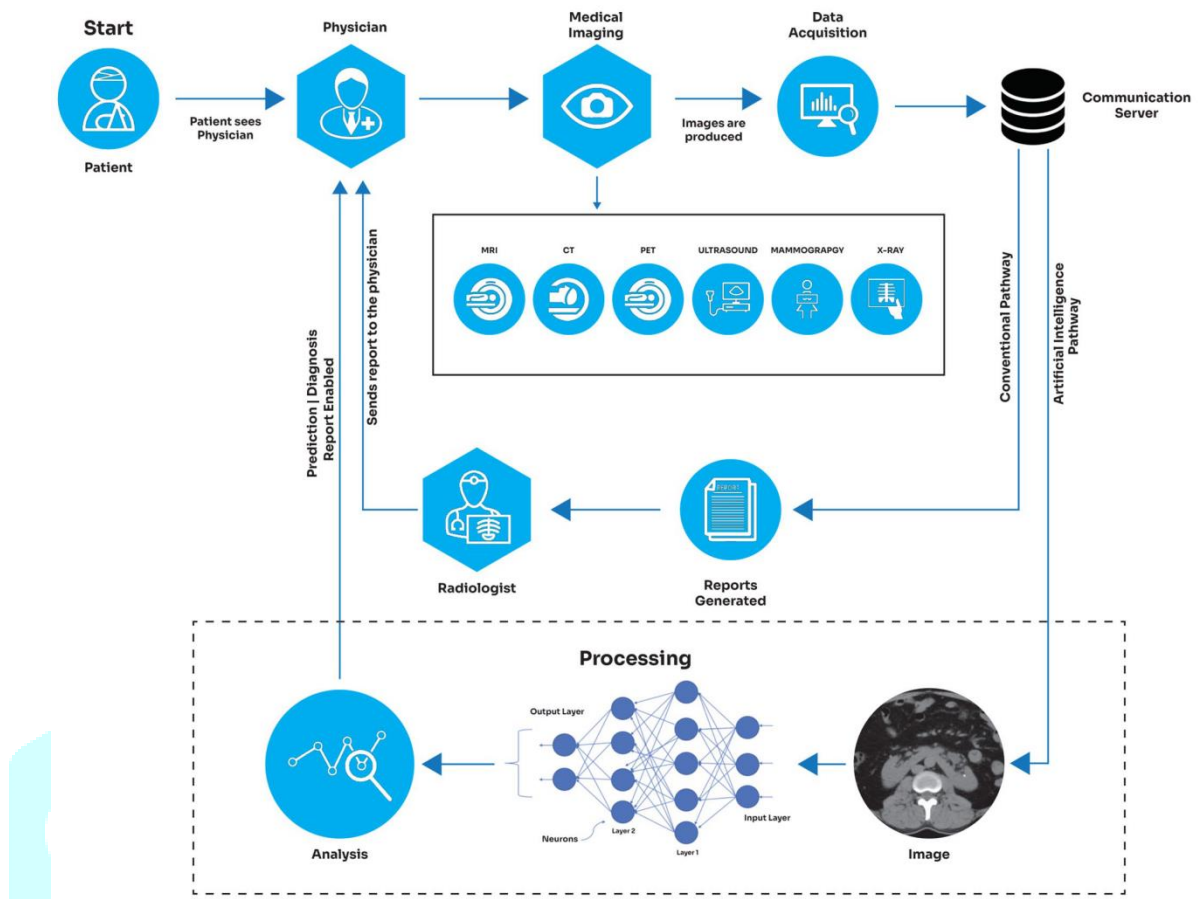 Start
Patient
Patient sees
Physician
Physician
Medical
Imaging
Images are
produced
Data
Acquisition
Communication
Server
MRI
CT
PET
ULTRASOUND
MAMMOGRAPGY
X-RAY
Conventional Pathway
Artificial Intelligence
Pathway
Prediction | Diagnosis
Report Enabled
Sends report to the physician
Radiologist
REPORT
Reports
Generated
Processing
Analysis
Output Layer
Neurons
Layer 2
Layer 1
Input Layer
Image